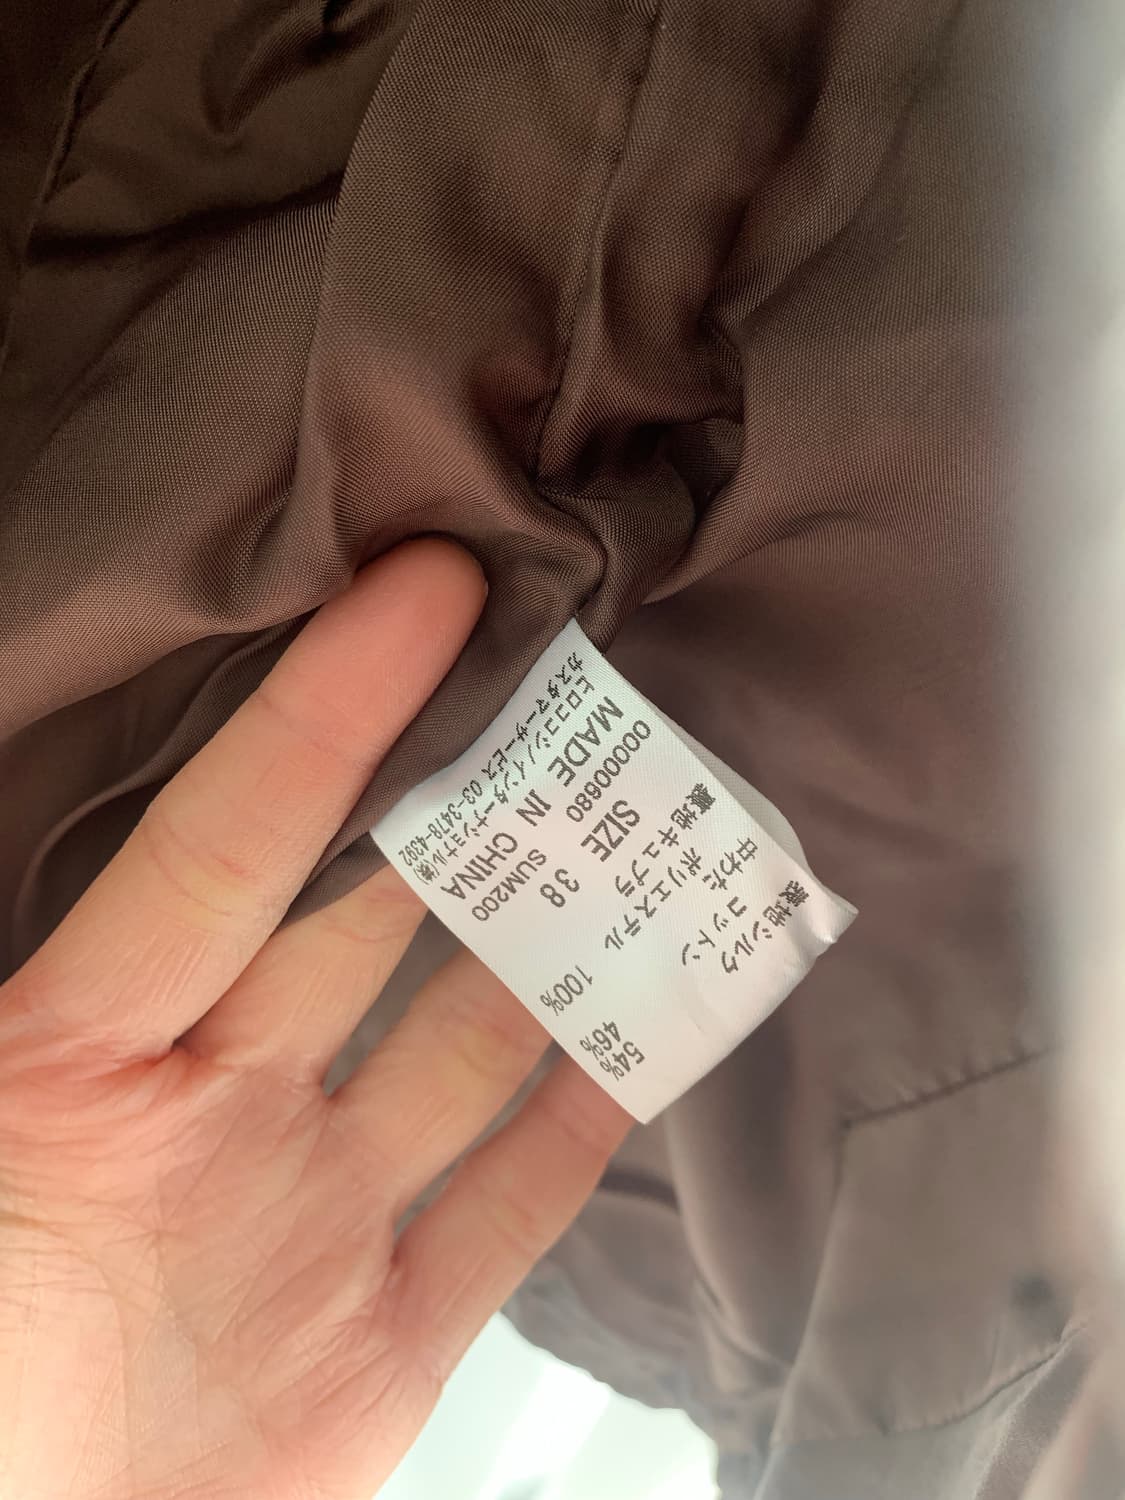 表地シルク 54%
コットン 46%
中わた
ポリエステル 100%
裏地キュプラ
SIZE 38
00000680 SUM200
MADE IN CHINA
ヒロココシノインターナショナル(株)
カスタマーサービス 03-3478-4392